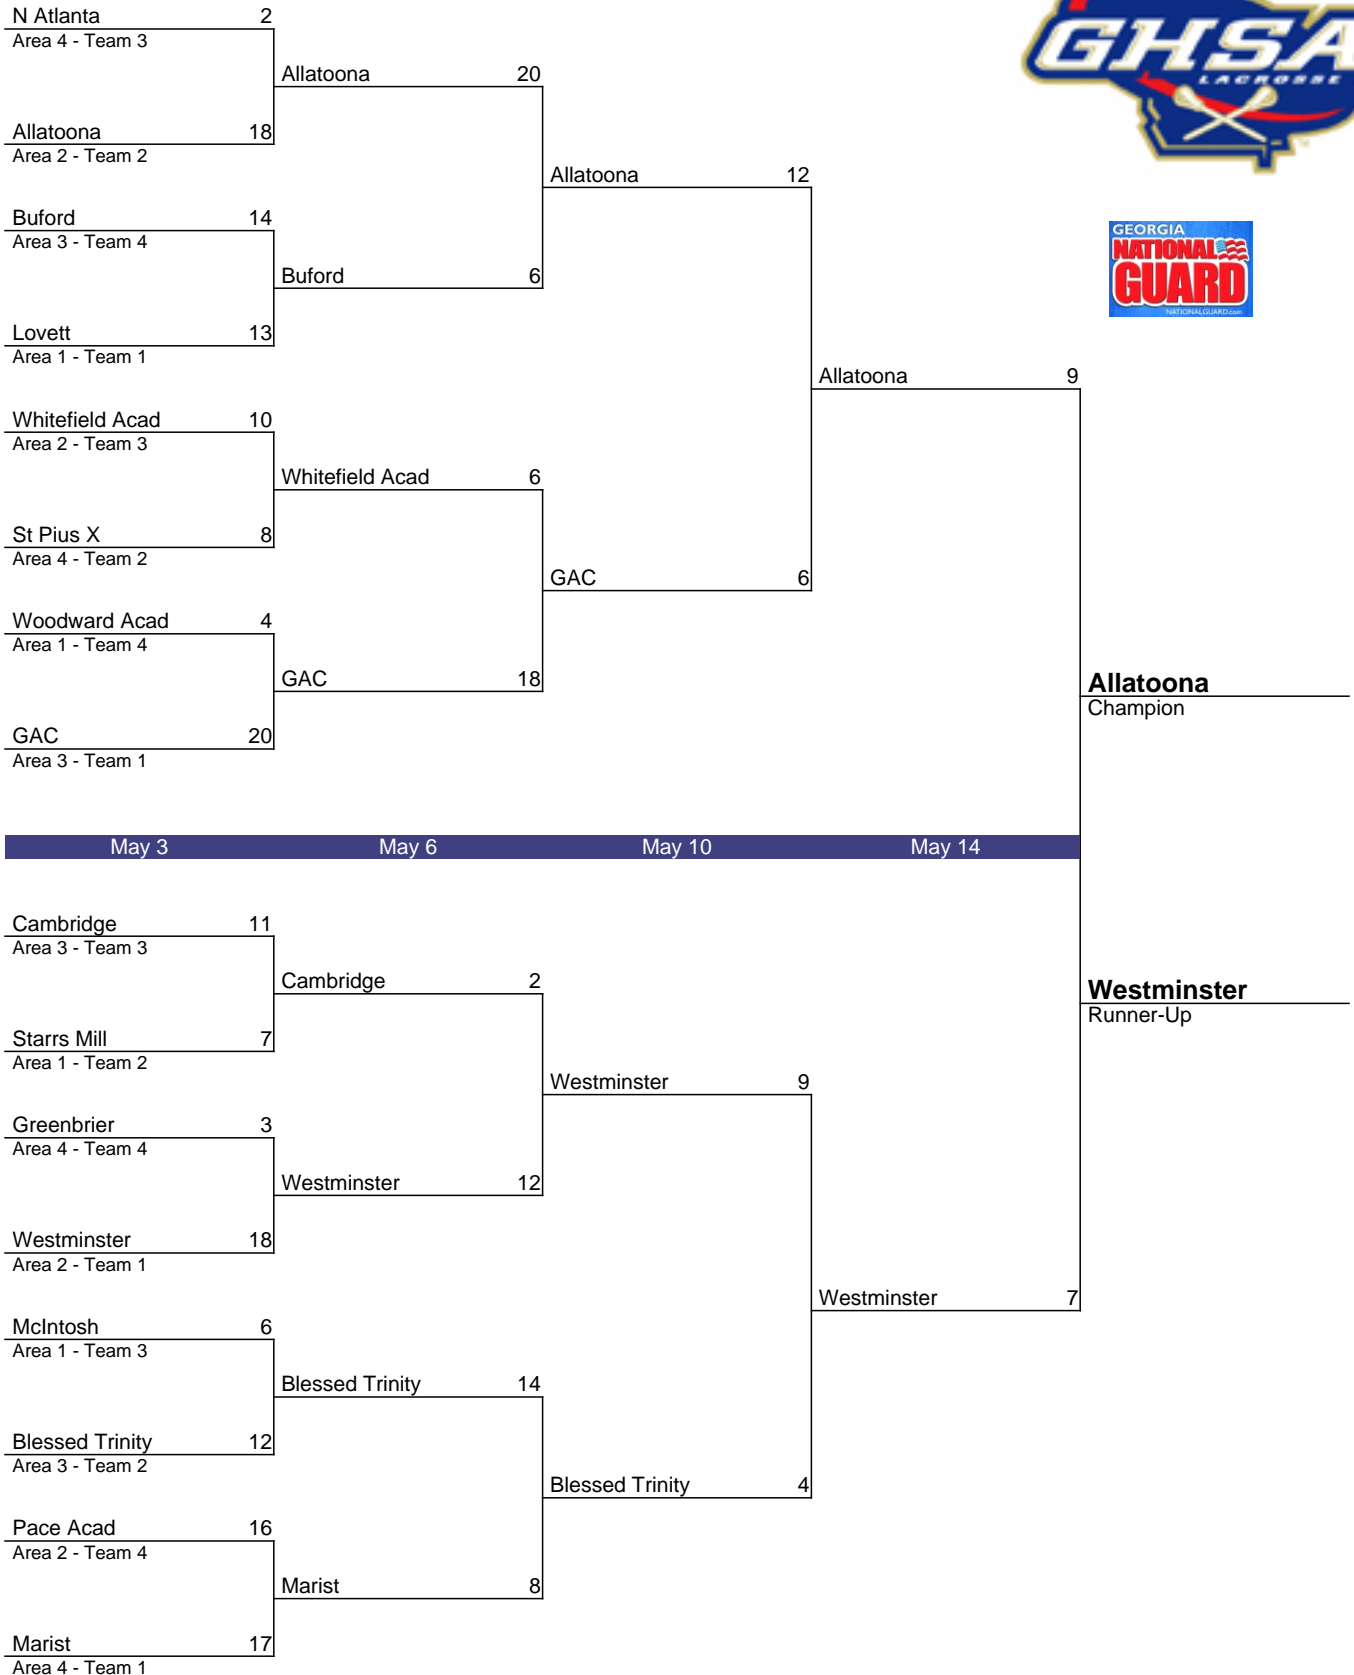 GHSA
LACROSSE
GEORGIA
NATIONAL
GUARD
NATIONALGUARD.com
N Atlanta 2
Area 4 - Team 3
Allatoona 20
Allatoona 18
Area 2 - Team 2
Allatoona 12
Buford 14
Area 3 - Team 4
Buford 6
Lovett 13
Area 1 - Team 1
Allatoona 9
Whitefield Acad 10
Area 2 - Team 3
Whitefield Acad 6
St Pius X 8
Area 4 - Team 2
GAC 6
Woodward Acad 4
Area 1 - Team 4
GAC 18
Allatoona
Champion
GAC 20
Area 3 - Team 1
May 3 May 6 May 10 May 14
Cambridge 11
Area 3 - Team 3
Cambridge 2
Westminster
Runner-Up
Starrs Mill 7
Area 1 - Team 2
Westminster 9
Greenbrier 3
Area 4 - Team 4
Westminster 12
Westminster 18
Area 2 - Team 1
Westminster 7
McIntosh 6
Area 1 - Team 3
Blessed Trinity 14
Blessed Trinity 12
Area 3 - Team 2
Blessed Trinity 4
Pace Acad 16
Area 2 - Team 4
Marist 8
Marist 17
Area 4 - Team 1